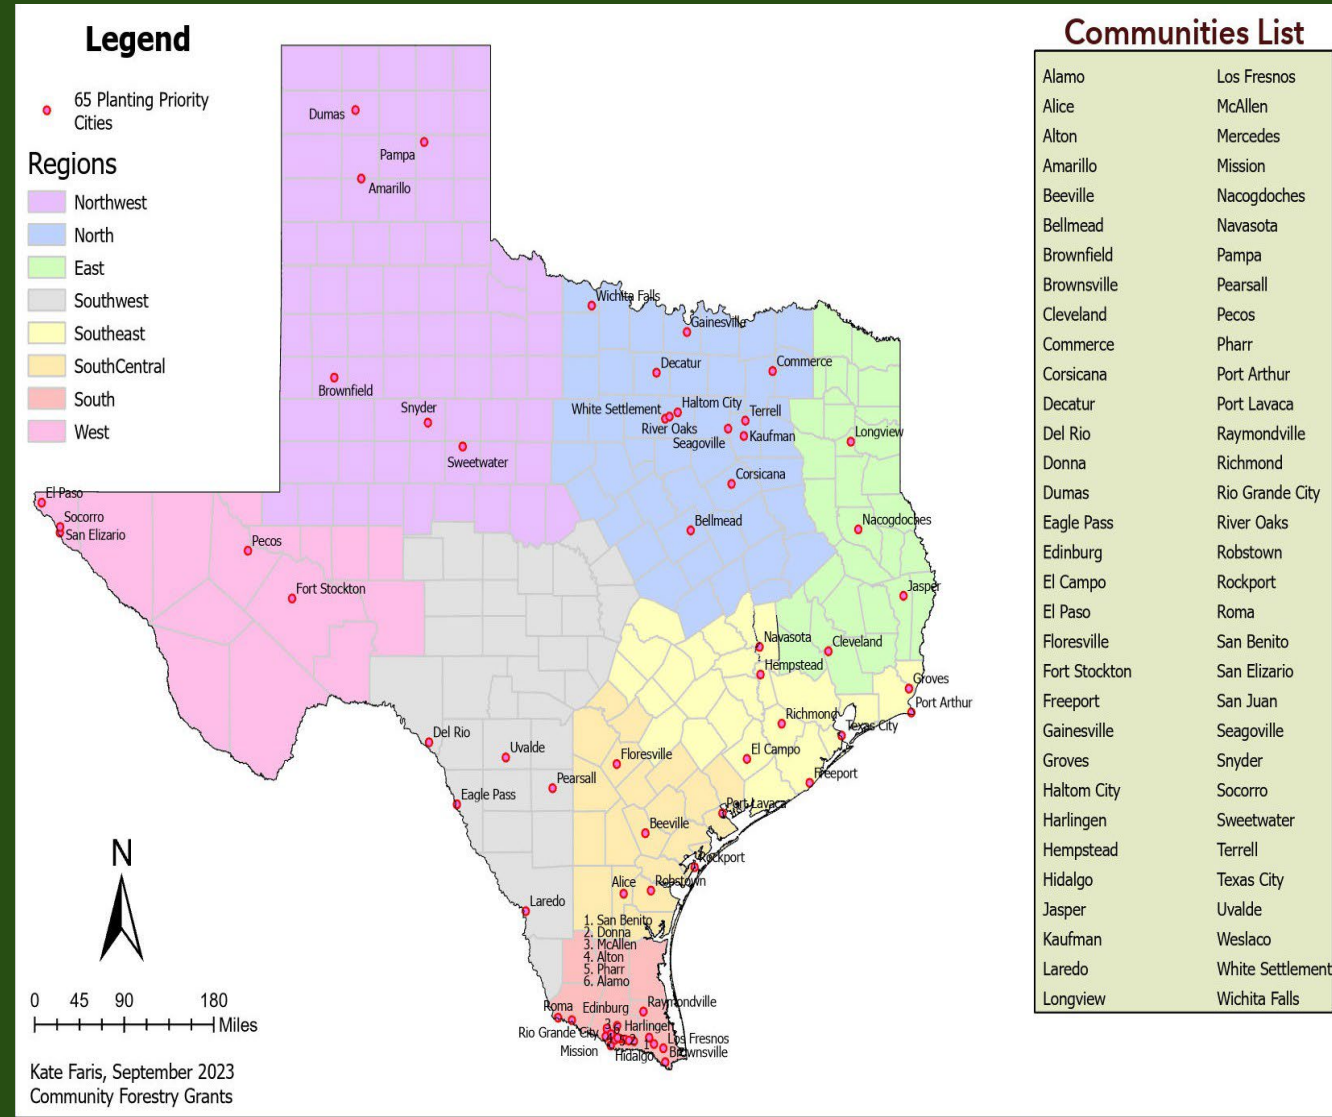 Legend
65 Planting Priority
Cities
Regions
Northwest
North
East
Southwest
Southeast
SouthCentral
South
West
Dumas
Pampa
Amarillo
Wichita Falls
Gainesville
Decatur
Commerce
Brownfield
Snyder
White Settlement
Haltom City
Terrell
River Oaks
Seagoville
Kaufman
Longview
Sweetwater
Corsicana
El Paso
Socorro
San Elizario
Pecos
Bellmead
Nacogdoches
Fort Stockton
Jasper
Navasota
Cleveland
Hempstead
Groves
Port Arthur
Richmond
Texas City
Del Rio
Uvalde
Floresville
El Campo
Pearsall
Freeport
Eagle Pass
Port Lavaca
Beeville
Rockport
Alice
Robstown
Laredo
1. San Benito
2. Donna
3. McAllen
4. Alton
5. Pharr
6. Alamo
Roma
Edinburg
Raymondville
Rio Grande City
Harlingen
Los Fresnos
Mission
Hidalgo
Brownsville
N
0 45 90 180
Miles
Kate Faris, September 2023
Community Forestry Grants
Communities List
Alamo
Alice
Alton
Amarillo
Beeville
Bellmead
Brownfield
Brownsville
Cleveland
Commerce
Corsicana
Decatur
Del Rio
Donna
Dumas
Eagle Pass
Edinburg
El Campo
El Paso
Floresville
Fort Stockton
Freeport
Gainesville
Groves
Haltom City
Harlingen
Hempstead
Hidalgo
Jasper
Kaufman
Laredo
Longview
Los Fresnos
McAllen
Mercedes
Mission
Nacogdoches
Navasota
Pampa
Pearsall
Pecos
Pharr
Port Arthur
Port Lavaca
Raymondville
Richmond
Rio Grande City
River Oaks
Robstown
Rockport
Roma
San Benito
San Elizario
San Juan
Seagoville
Snyder
Socorro
Sweetwater
Terrell
Texas City
Uvalde
Weslaco
White Settlement
Wichita Falls